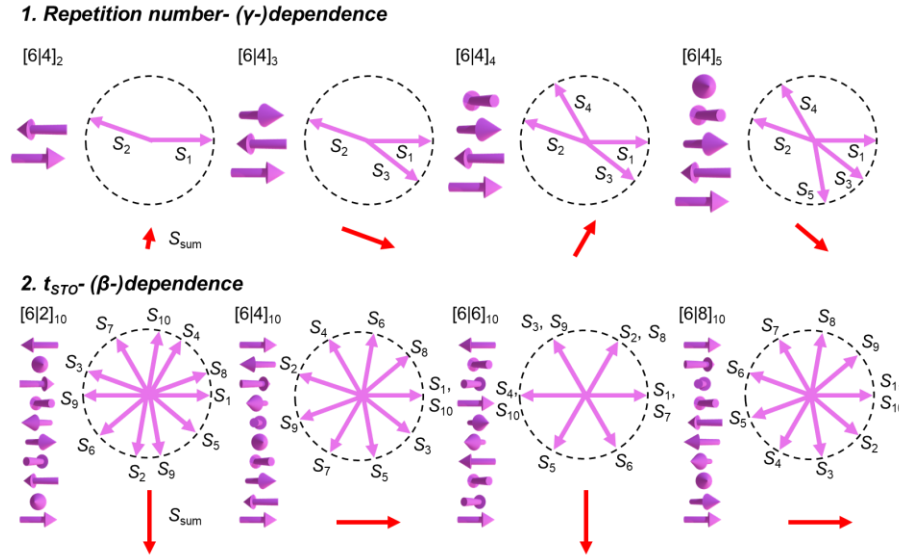 1. Repetition number- (γ-)dependence
[6|4]2
[6|4]3
[6|4]4
[6|4]5
S2
S1
S2
S1
S3
S4
S2
S1
S3
S4
S2
S1
S3
S5
Ssum
2. tSTO- (β-)dependence
[6|2]10
[6|4]10
[6|6]10
[6|8]10
S10
S7
S4
S3
S8
S9
S1
S6
S5
S2
S9
S6
S4
S8
S2
S1,
S10
S9
S3
S7
S5
S3, S9
S2, S8
S4,
S10
S1,
S7
S5
S6
S8
S7
S9
S6
S1
S10
S5
S2
S4
S3
Ssum